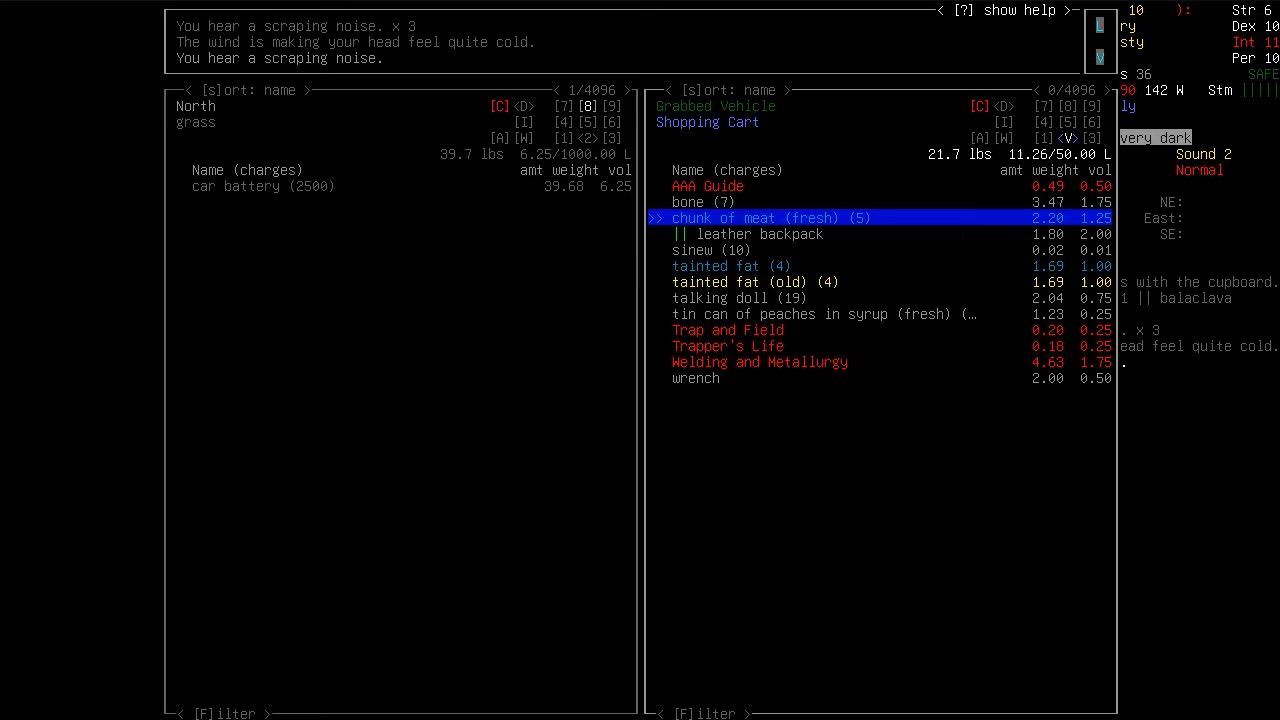 < [?] show help >
You hear a scraping noise. x 3
The wind is making your head feel quite cold.
You hear a scraping noise.
L
V
10 ): Str 6
ry Dex 10
sty Int 11
Per 10
s 36 SAFE
90 142 W Stm |||||
ly
very dark
Sound 2
Normal
NE:
East:
SE:
s with the cupboard.
1 || balaclava
. x 3
ead feel quite cold.
.
< [s]ort: name > < 1/4096 >
North [C]<D> [7][8][9]
grass [I] [4][5][6]
[A][W] [1]<2>[3]
39.7 lbs 6.25/1000.00 L
Name (charges) amt weight vol
car battery (2500) 39.68 6.25
< [F]ilter >
< [s]ort: name > < 0/4096 >
Grabbed Vehicle [C]<D> [7][8][9]
Shopping Cart [I] [4][5][6]
[A][W] [1]<V>[3]
21.7 lbs 11.26/50.00 L
Name (charges) amt weight vol
AAA Guide 0.49 0.50
bone (7) 3.47 1.75
>> chunk of meat (fresh) (5) 2.20 1.25
|| leather backpack 1.80 2.00
sinew (10) 0.02 0.01
tainted fat (4) 1.69 1.00
tainted fat (old) (4) 1.69 1.00
talking doll (19) 2.04 0.75
tin can of peaches in syrup (fresh) (… 1.23 0.25
Trap and Field 0.20 0.25
Trapper's Life 0.18 0.25
Welding and Metallurgy 4.63 1.75
wrench 2.00 0.50
< [F]ilter >